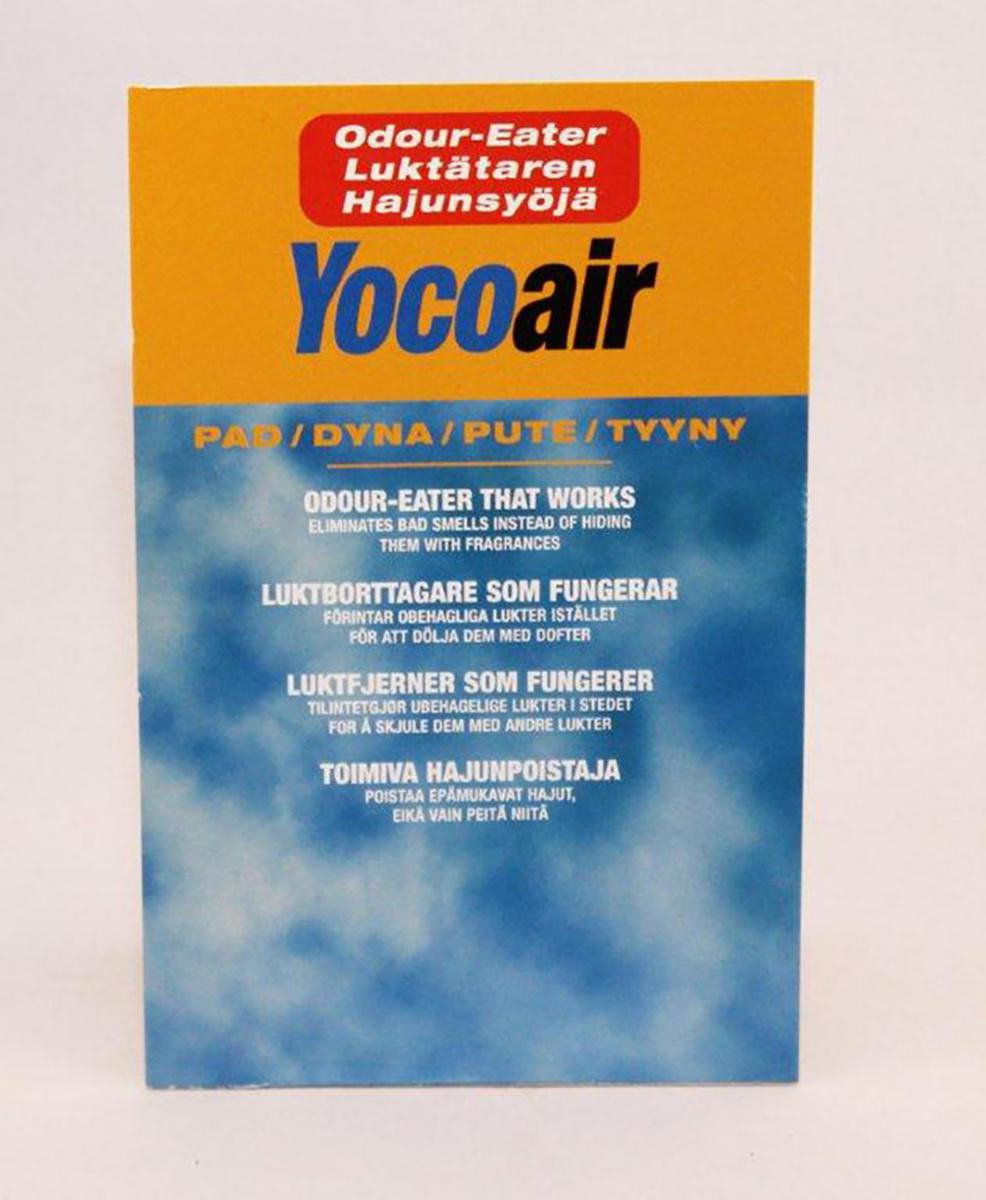 Odour-Eater
Luktätaren
Hajunsyöjä
Yocoair
PAD / DYNA / PUTE / TYYNY
ODOUR-EATER THAT WORKS
ELIMINATES BAD SMELLS INSTEAD OF HIDING
THEM WITH FRAGRANCES
LUKTBORTTAGARE SOM FUNGERAR
FÖRINTAR OBEHAGLIGA LUKTER ISTÄLLET
FÖR ATT DÖLJA DEM MED DOFTER
LUKTFJERNER SOM FUNGERER
TILINTETGJØR UBEHAGELIGE LUKTER I STEDET
FOR Å SKJULE DEM MED ANDRE LUKTER
TOIMIVA HAJUNPOISTAJA
POISTAA EPÄMUKAVAT HAJUT,
EIKÄ VAIN PEITÄ NIITÄ